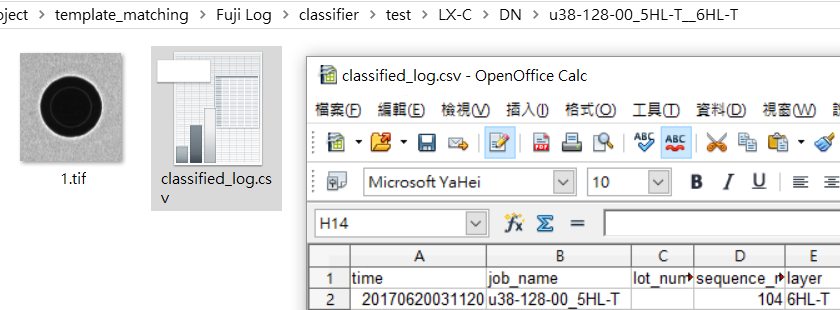 oject › template_matching › Fuji Log › classifier › test › LX-C › DN › u38-128-00_5HL-T__6HL-T
1.tif
classified_log.cs
v
classified_log.csv - OpenOffice Calc
檔案(F) 編輯(E) 檢視(V) 插入(I) 格式(O) 工具(T) 資料(D) 視窗(W)
Microsoft YaHei 10 B I U
H14
A B C D E
1 time job_name lot_num sequence_r layer
2 20170620031120 u38-128-00_5HL-T 104 6HL-T